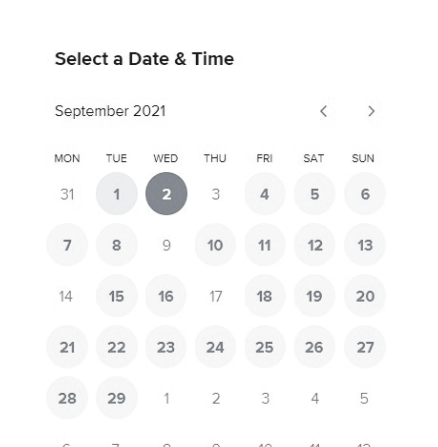 Select a Date & Time
September 2021
MON TUE WED THU FRI SAT SUN
31 1 2 3 4 5 6
7 8 9 10 11 12 13
14 15 16 17 18 19 20
21 22 23 24 25 26 27
28 29 1 2 3 4 5